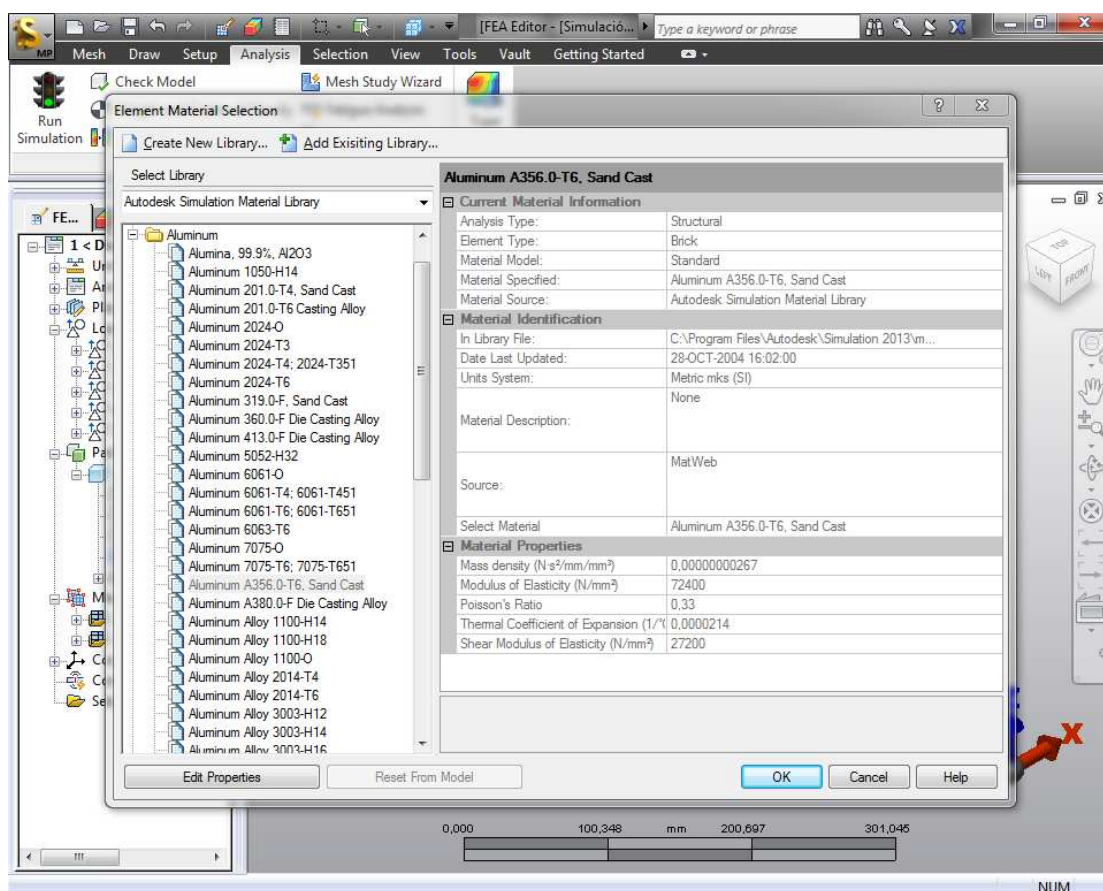 [FEA Editor - [Simulació...
Type a keyword or phrase
MP
Mesh Draw Setup Analysis Selection View Tools Vault Getting Started
Check Model
Mesh Study Wizard
Run
Simulation
Element Material Selection
Create New Library... Add Exisiting Library...
Select Library
Autodesk Simulation Material Library
Aluminum
Alumina, 99.9%, Al2O3
Aluminum 1050-H14
Aluminum 201.0-T4, Sand Cast
Aluminum 201.0-T6 Casting Alloy
Aluminum 2024-O
Aluminum 2024-T3
Aluminum 2024-T4; 2024-T351
Aluminum 2024-T6
Aluminum 319.0-F, Sand Cast
Aluminum 360.0-F Die Casting Alloy
Aluminum 413.0-F Die Casting Alloy
Aluminum 5052-H32
Aluminum 6061-O
Aluminum 6061-T4; 6061-T451
Aluminum 6061-T6; 6061-T651
Aluminum 6063-T6
Aluminum 7075-O
Aluminum 7075-T6; 7075-T651
Aluminum A356.0-T6, Sand Cast
Aluminum A380.0-F Die Casting Alloy
Aluminum Alloy 1100-H14
Aluminum Alloy 1100-H18
Aluminum Alloy 1100-O
Aluminum Alloy 2014-T4
Aluminum Alloy 2014-T6
Aluminum Alloy 3003-H12
Aluminum Alloy 3003-H14
Aluminum Alloy 3003-H16
Aluminum A356.0-T6, Sand Cast
Current Material Information
Analysis Type: Structural
Element Type: Brick
Material Model: Standard
Material Specified: Aluminum A356.0-T6, Sand Cast
Material Source: Autodesk Simulation Material Library
Material Identification
In Library File: C:\Program Files\Autodesk\Simulation 2013\m...
Date Last Updated: 28-OCT-2004 16:02:00
Units System: Metric mks (SI)
Material Description: None
Source: MatWeb
Select Material Aluminum A356.0-T6, Sand Cast
Material Properties
Mass density (N·s²/mm/mm³) 0,00000000267
Modulus of Elasticity (N/mm²) 72400
Poisson's Ratio 0,33
Thermal Coefficient of Expansion (1/° 0,0000214
Shear Modulus of Elasticity (N/mm²) 27200
Edit Properties Reset From Model OK Cancel Help
FE...
1 < D
TOP
LEFT
FRONT
X
0,000 100,348 mm 200,697 301,045
NUM